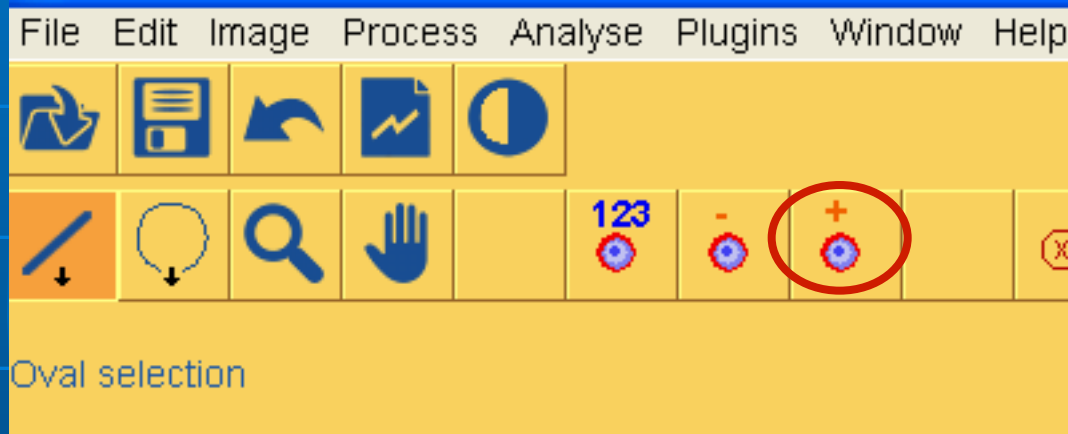 File Edit Image Process Analyse Plugins Window Help
123 - + X
Oval selection